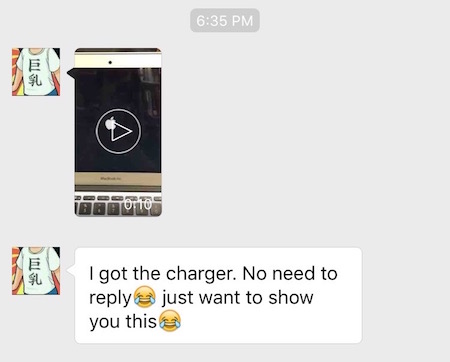 6:35 PM
巨
乳
MacBook Air
0:10
巨
乳
I got the charger. No need to
reply😂 just want to show
you this😂